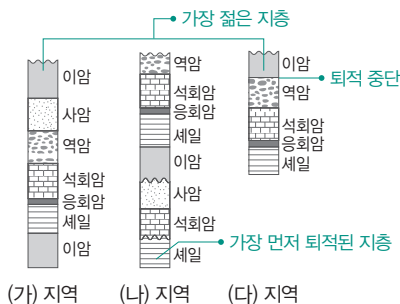 가장 젊은 지층
이암
사암
역암
석회암
응회암
셰일
이암
(가) 지역
역암
석회암
응회암
셰일
이암
사암
석회암
셰일
가장 먼저 퇴적된 지층
(나) 지역
이암
퇴적 중단
역암
석회암
응회암
셰일
(다) 지역